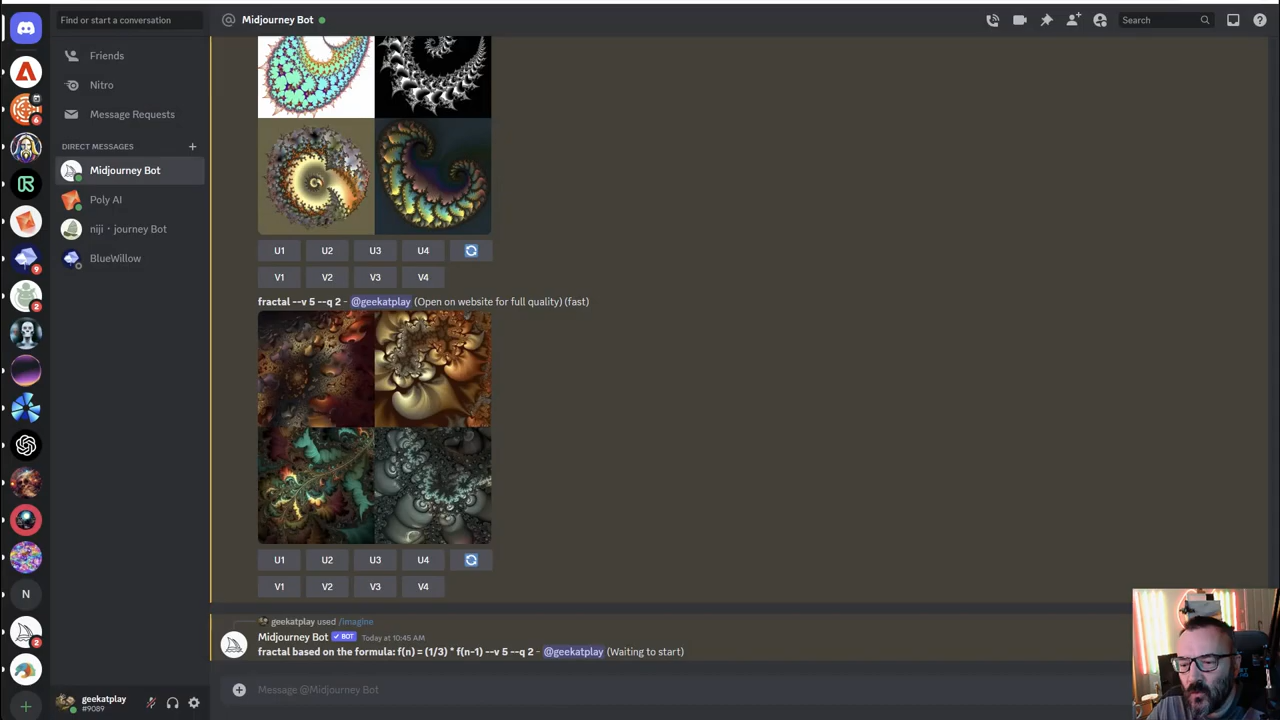 Find or start a conversation
Midjourney Bot
Search
Friends
Nitro
Message Requests
DIRECT MESSAGES
Midjourney Bot
Poly AI
niji・journey Bot
BlueWillow
6
9
2
N
2
U1 U2 U3 U4
V1 V2 V3 V4
fractal --v 5 --q 2 - @geekatplay (Open on website for full quality) (fast)
U1 U2 U3 U4
V1 V2 V3 V4
geekatplay used /imagine
Midjourney Bot ✓ BOT Today at 10:45 AM
fractal based on the formula: f(n) = (1/3) * f(n-1) --v 5 --q 2 - @geekatplay (Waiting to start)
Message @Midjourney Bot
geekatplay
#9089